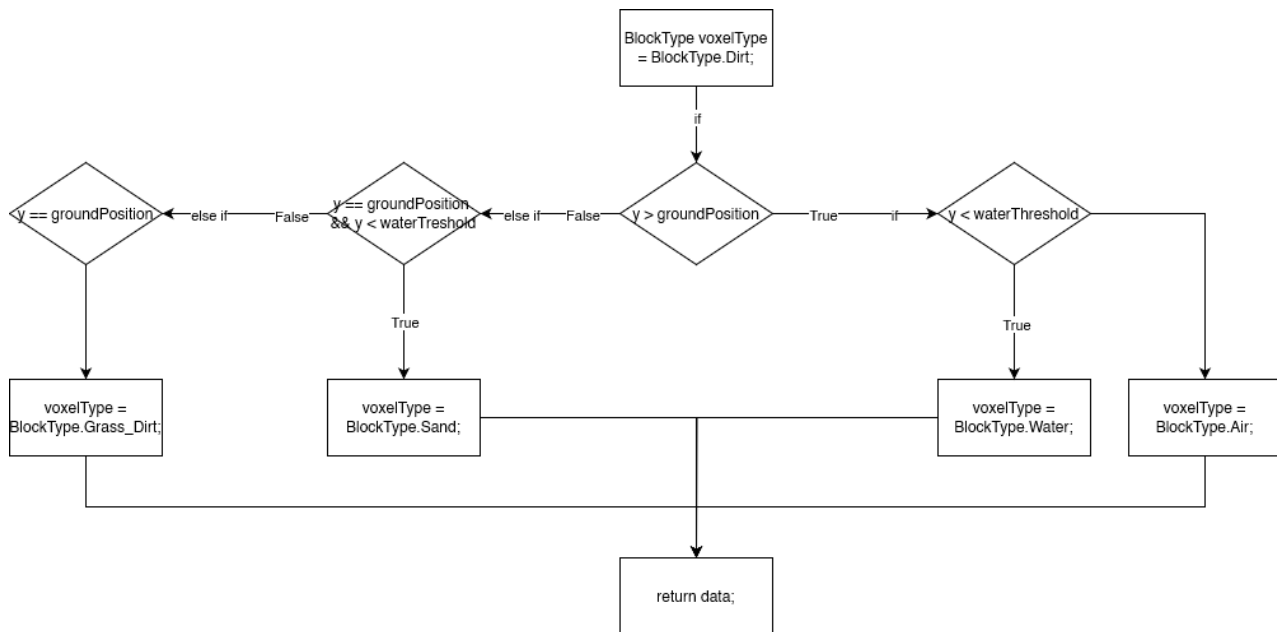 BlockType voxelType
= BlockType.Dirt;
if
y == groundPosition
else if
False
y == groundPosition
&& y < waterTreshold
else if
False
y > groundPosition
True
if
y < waterThreshold
True
True
voxelType =
BlockType.Grass_Dirt;
voxelType =
BlockType.Sand;
voxelType =
BlockType.Water;
voxelType =
BlockType.Air;
return data;